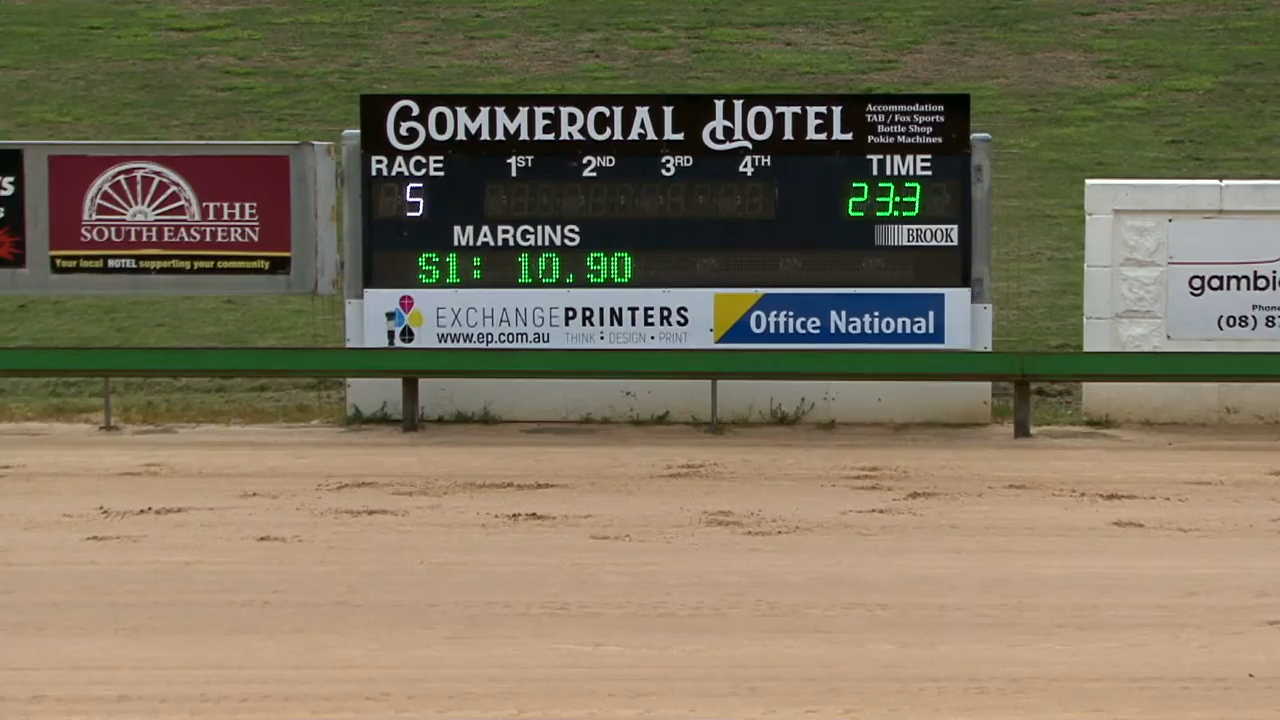 COMMERCIAL HOTEL
Accommodation
TAB / Fox Sports
Bottle Shop
Pokie Machines
RACE 1ST 2ND 3RD 4TH TIME
5 23:3
MARGINS
BROOK
S1: 10.90
EXCHANGEPRINTERS
www.ep.com.au THINK • DESIGN • PRINT
Office National
THE
SOUTH EASTERN
Your local HOTEL supporting your community
gambi
Phone
(08) 8